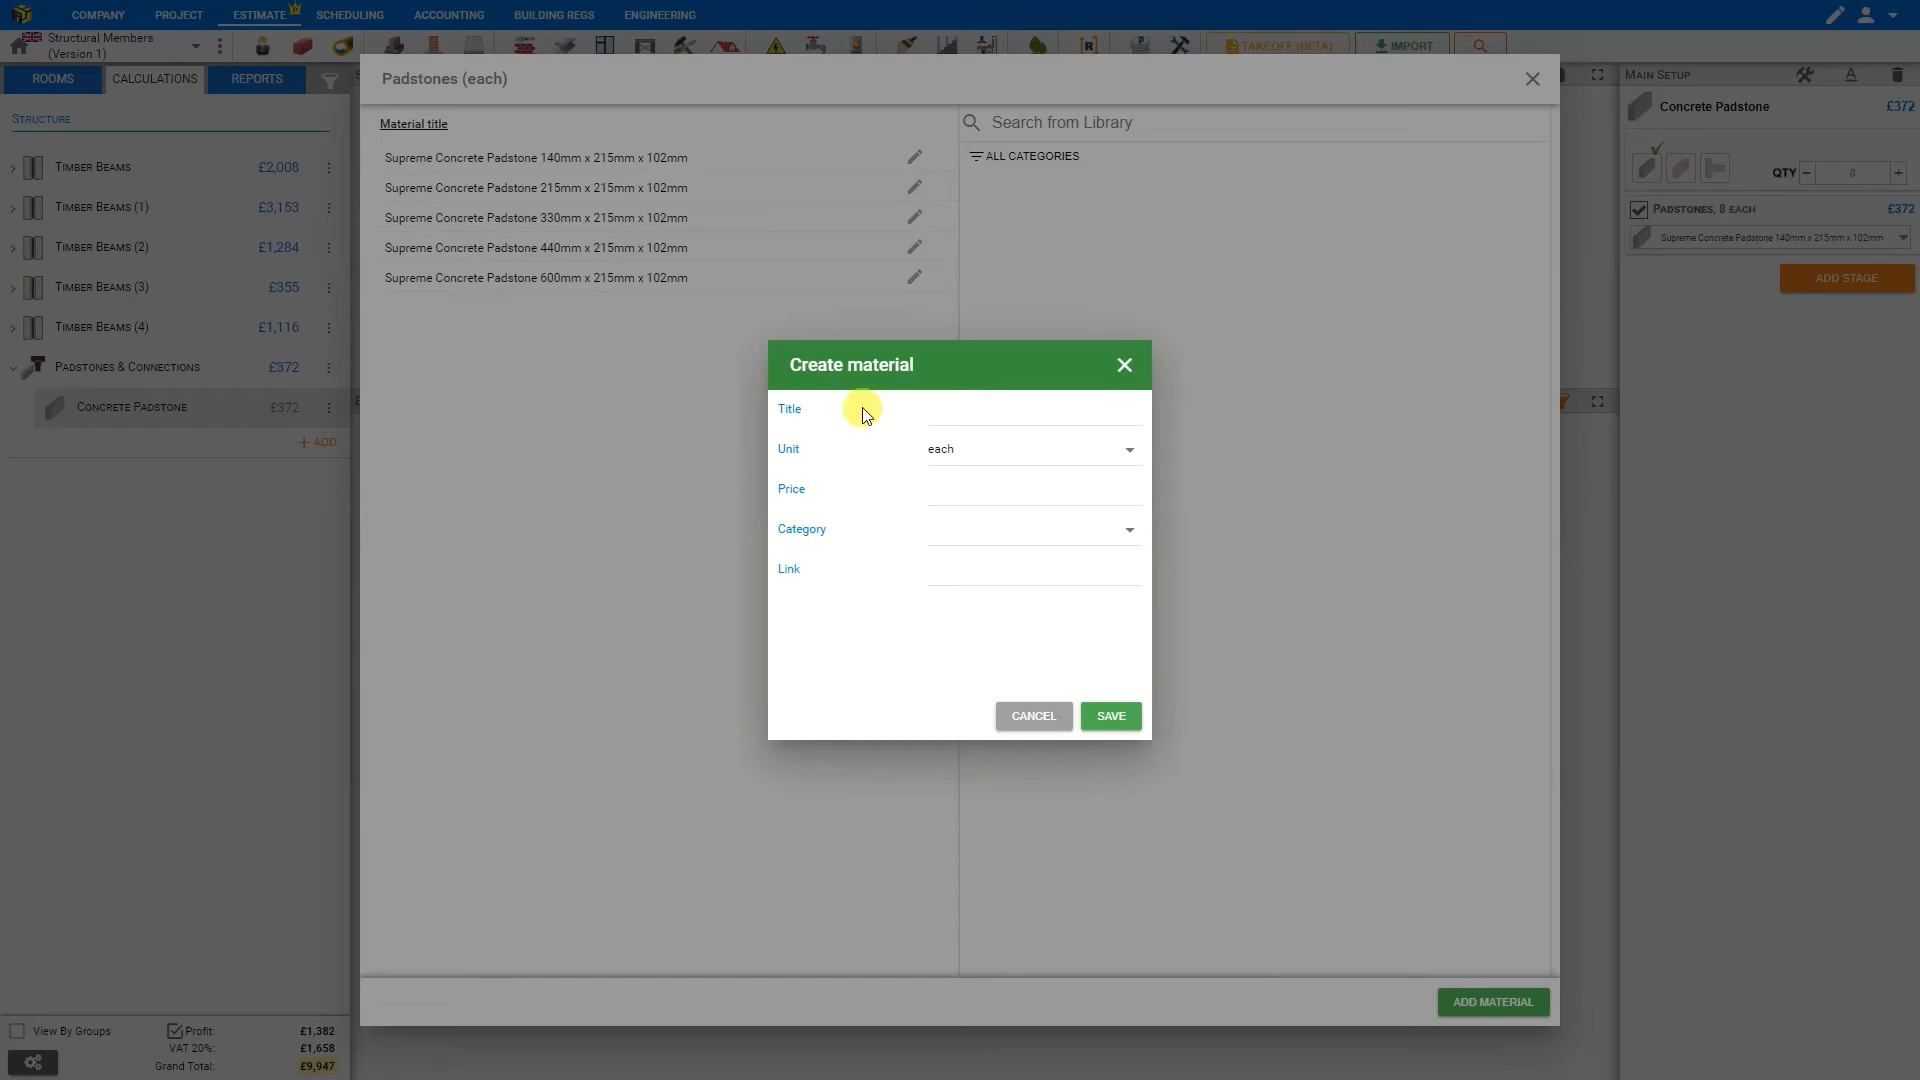 COMPANY
PROJECT
ESTIMATE
SCHEDULING
ACCOUNTING
BUILDING REGS
ENGINEERING
Structural Members
(Version 1)
TAKEOFF (BETA)
IMPORT
ROOMS
CALCULATIONS
REPORTS
Padstones (each)
MAIN SETUP
Concrete Padstone
£372
STRUCTURE
Material title
Search from Library
ALL CATEGORIES
TIMBER BEAMS
£2,008
TIMBER BEAMS (1)
£3,153
TIMBER BEAMS (2)
£1,284
TIMBER BEAMS (3)
£355
TIMBER BEAMS (4)
£1,116
PADSTONES & CONNECTIONS
£372
CONCRETE PADSTONE
£372
+ ADD
Supreme Concrete Padstone 140mm x 215mm x 102mm
Supreme Concrete Padstone 215mm x 215mm x 102mm
Supreme Concrete Padstone 330mm x 215mm x 102mm
Supreme Concrete Padstone 440mm x 215mm x 102mm
Supreme Concrete Padstone 600mm x 215mm x 102mm
QTY
8
PADSTONES, 8 EACH
£372
Supreme Concrete Padstone 140mm x 215mm x 102mm
ADD STAGE
Create material
Title
Unit
each
Price
Category
Link
CANCEL
SAVE
ADD MATERIAL
View By Groups
Profit:
£1,382
VAT 20%:
£1,658
Grand Total:
£9,947